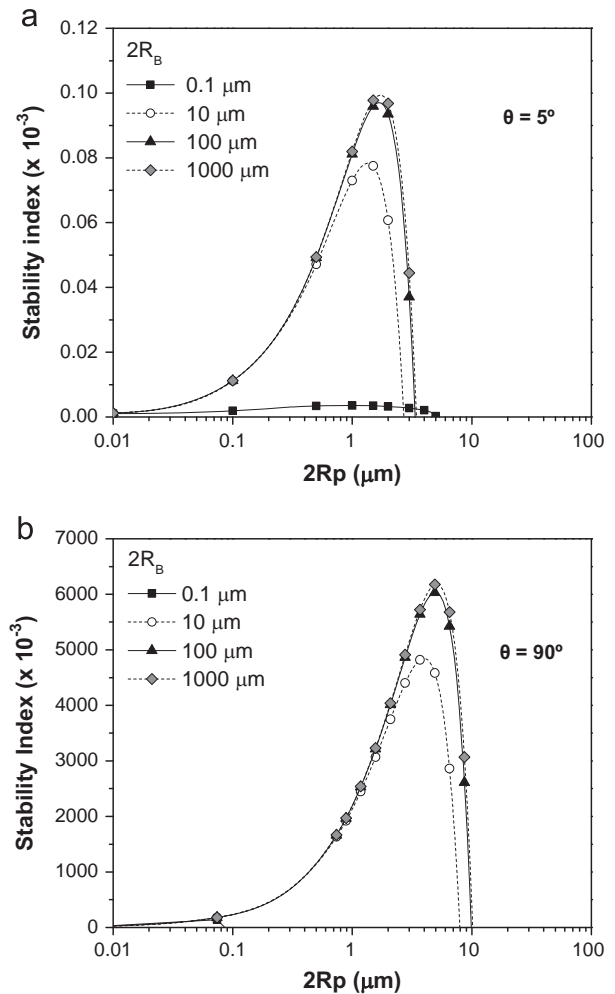 a
0.12
0.10
0.08
0.06
0.04
0.02
0.00
Stability index (x 10⁻³)
2R_B
0.1 μm
10 μm
100 μm
1000 μm
θ = 5º
0.01 0.1 1 10 100
2Rp (μm)
b
7000
6000
5000
4000
3000
2000
1000
0
Stability Index (x 10⁻³)
2R_B
0.1 μm
10 μm
100 μm
1000 μm
θ = 90º
0.01 0.1 1 10 100
2Rp (μm)